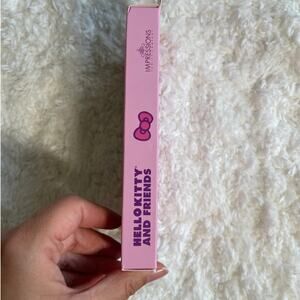 IMPRESSIONS
HELLO KITTY
AND FRIENDS